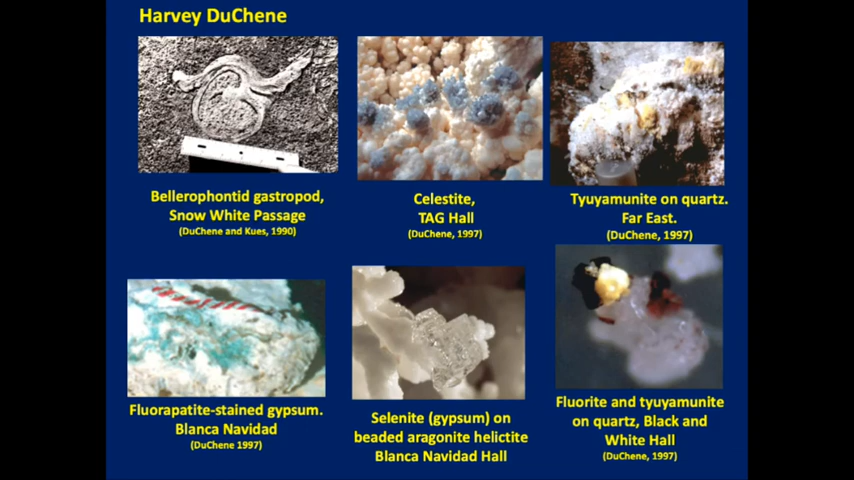 Harvey DuChene
Bellerophontid gastropod,
Snow White Passage
(DuChene and Kues, 1990)
Celestite,
TAG Hall
(DuChene, 1997)
Tyuyamunite on quartz.
Far East.
(DuChene, 1997)
Fluorapatite-stained gypsum.
Blanca Navidad
(DuChene 1997)
Selenite (gypsum) on
beaded aragonite helictite
Blanca Navidad Hall
Fluorite and tyuyamunite
on quartz, Black and
White Hall
(DuChene, 1997)